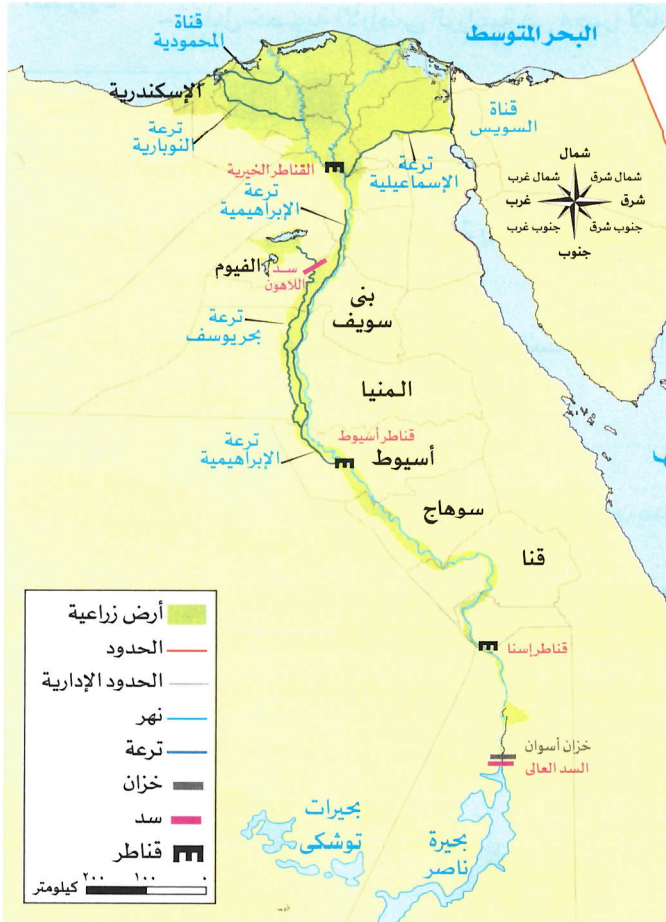 البحر المتوسط
قناة
المحمودية
الإسكندرية
ترعة
النوبارية
قناة
السويس
القناطر الخيرية
ترعة
الإسماعيلية
ترعة
الإبراهيمية
شمال
شمال شرق
شمال غرب
شرق
غرب
جنوب شرق
جنوب غرب
جنوب
الفيوم
سد
اللاهون
بنى
سويف
ترعة
بحر يوسف
المنيا
قناطر أسيوط
أسيوط
ترعة
الإبراهيمية
سوهاج
قنا
قناطر إسنا
خزان أسوان
السد العالى
بحيرات
توشكى
بحيرة
ناصر
أرض زراعية
الحدود
الحدود الإدارية
نهر
ترعة
خزان
سد
قناطر
٠ ١٠٠ ٢٠٠ كيلومتر